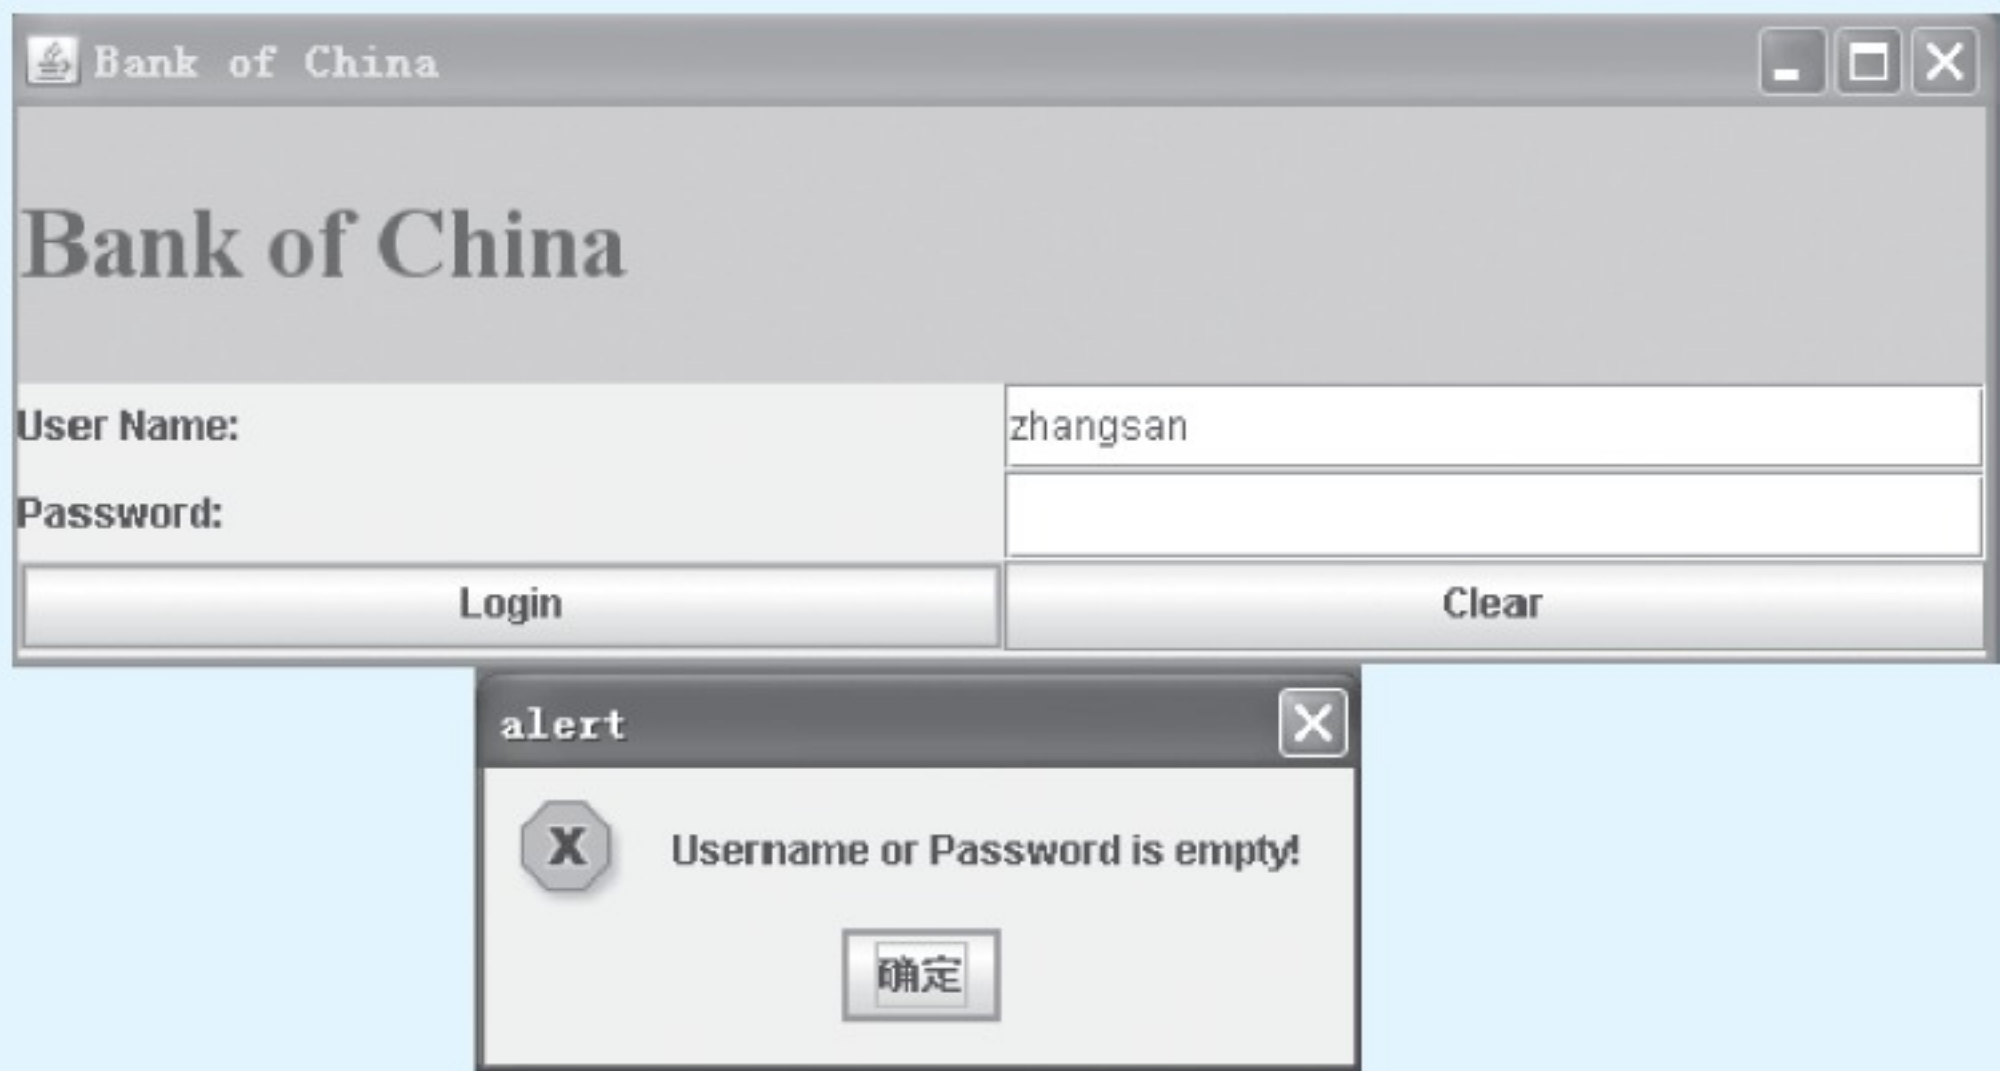 Bank of China
Bank of China
User Name:
zhangsan
Password:
Login
Clear
alert
X
Username or Password is empty!
确定